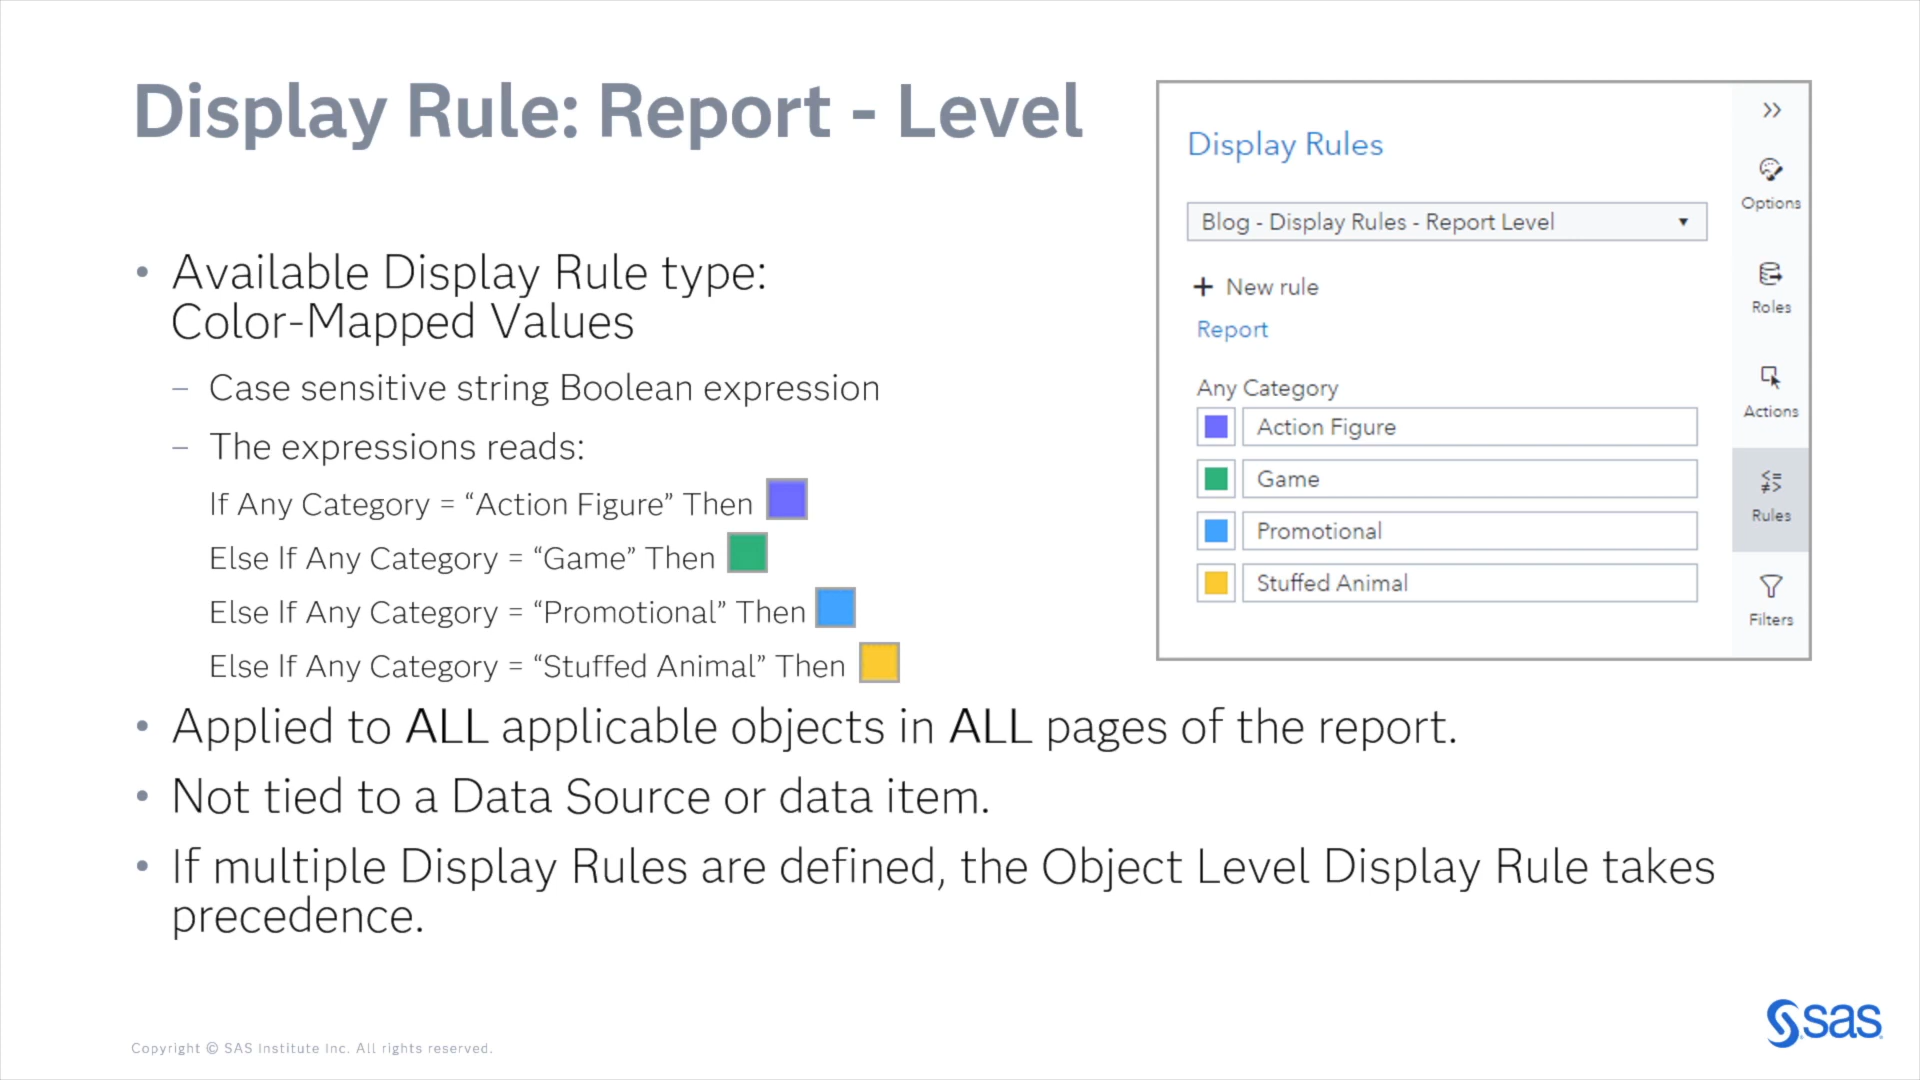 Display Rule: Report - Level
• Available Display Rule type:
Color-Mapped Values
– Case sensitive string Boolean expression
– The expressions reads:
If Any Category = “Action Figure” Then
Else If Any Category = “Game” Then
Else If Any Category = “Promotional” Then
Else If Any Category = “Stuffed Animal” Then
• Applied to ALL applicable objects in ALL pages of the report.
• Not tied to a Data Source or data item.
• If multiple Display Rules are defined, the Object Level Display Rule takes
precedence.
Display Rules
Blog - Display Rules - Report Level
+ New rule
Report
Any Category
Action Figure
Game
Promotional
Stuffed Animal
Options
Roles
Actions
Rules
Filters
Copyright © SAS Institute Inc. All rights reserved.
sas